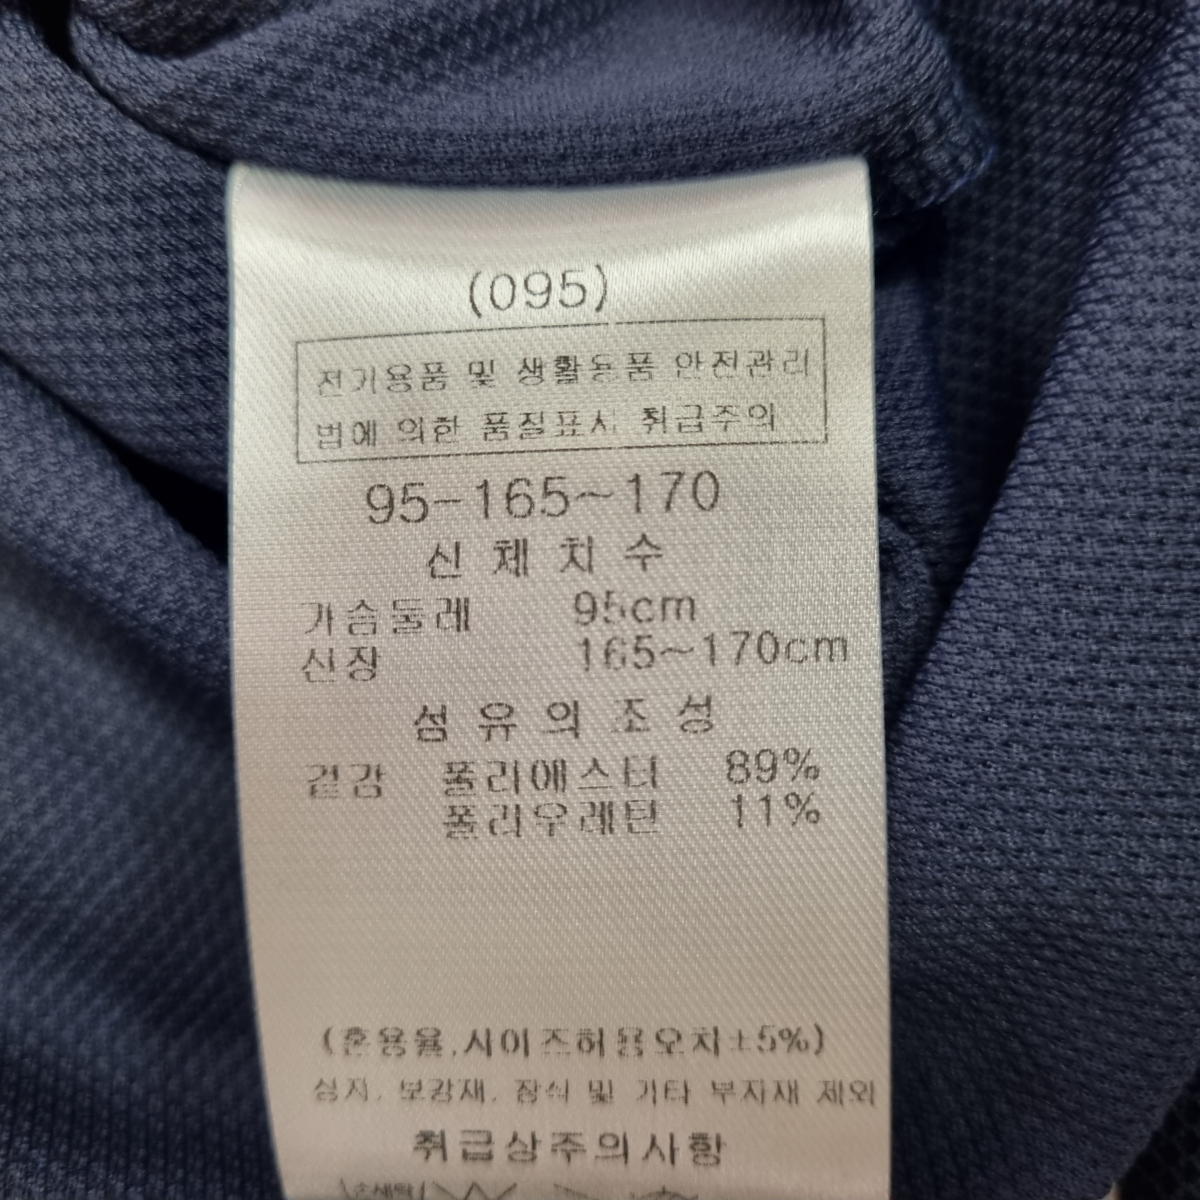 (095)
전기용품 및 생활용품 안전관리
법에 의한 품질표시 취급주의
95-165~170
신체치수
가슴둘레 95cm
신장 165~170cm
섬유의조성
겉감 폴리에스터 89%
폴리우레탄 11%
(혼용율,사이즈허용오차±5%)
심지, 보강재, 장식 및 기타 부자재 제외
취급상주의사항
손세탁